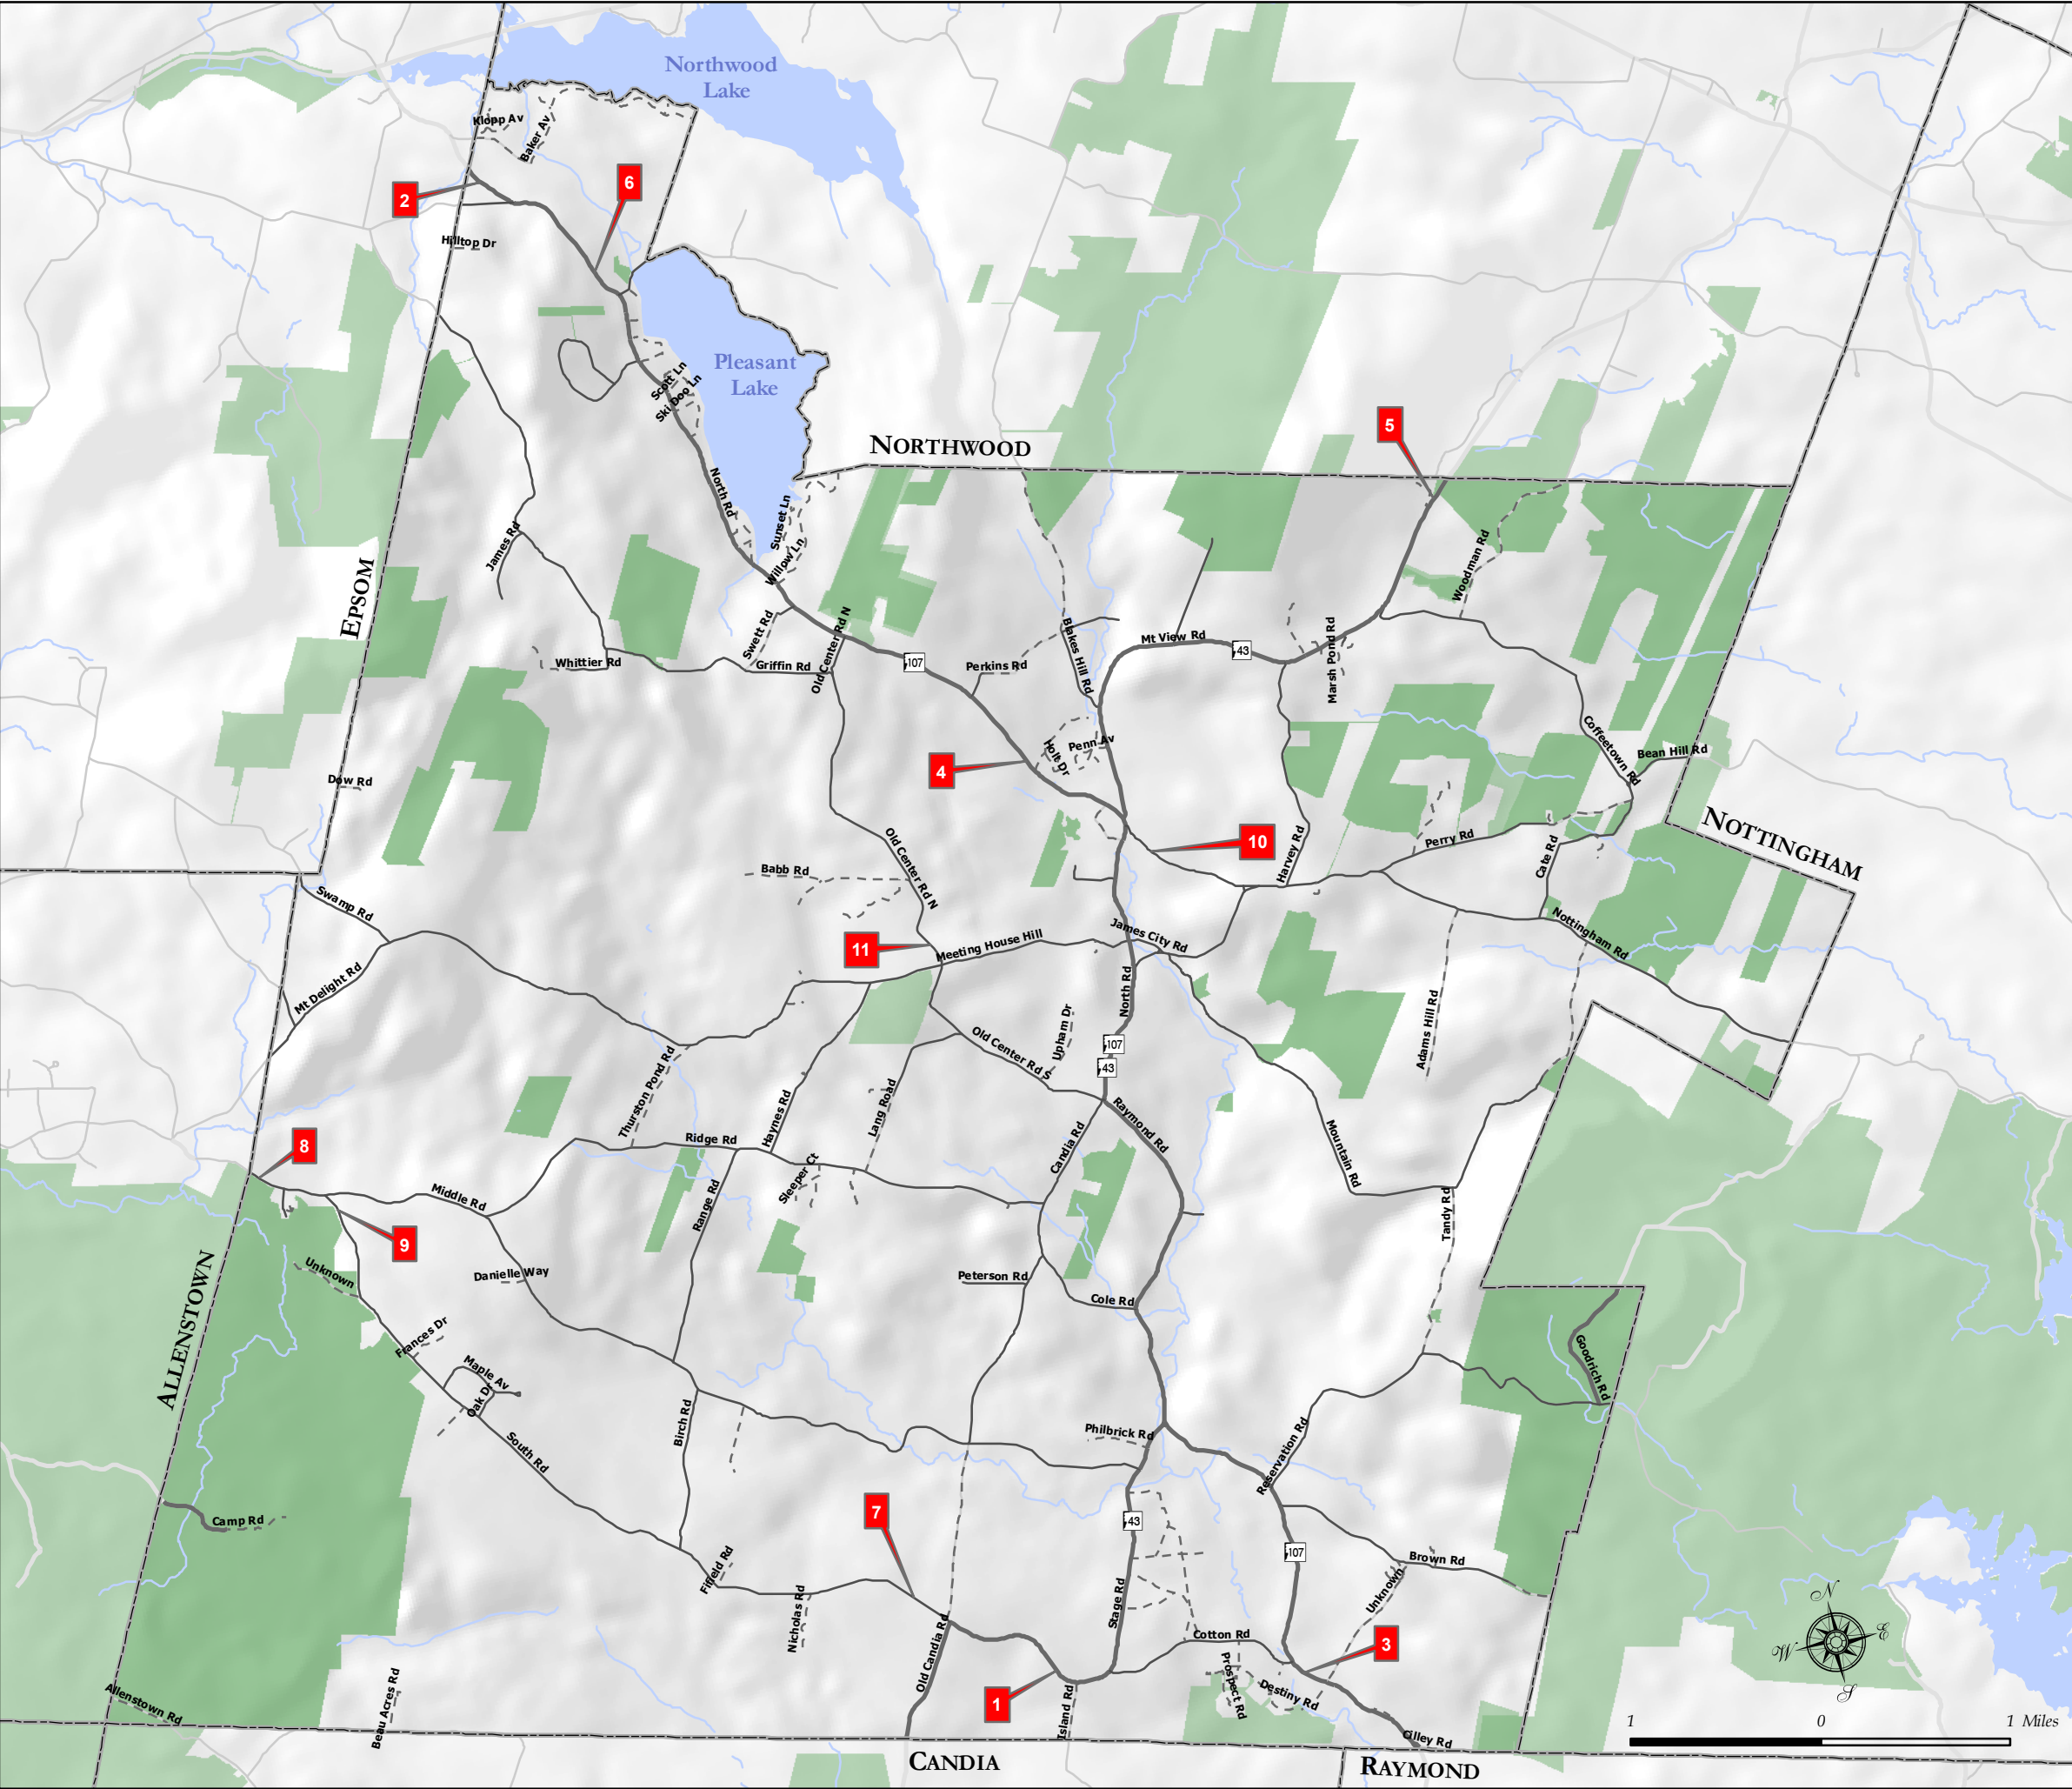 Northwood
Lake
Klopp Av
Baker Av
6
2
Hilltop Dr
Pleasant
Lake
Scott Ln
Ski Doo Ln
5
NORTHWOOD
North Rd
Sunset Ln
James Rd
Willow Ln
Woodman Rd
EPSOM
Swett Rd
Old Center Rd N
Blakes Hill Rd
Mt View Rd
43
Marsh Pond Rd
Whittier Rd
Griffin Rd
107
Perkins Rd
Coffeetown Rd
Bean Hill Rd
Penn Av
Holt Dr
4
Dow Rd
NOTTINGHAM
10
Harvey Rd
Perry Rd
Cate Rd
Babb Rd
Old Center Rd N
Swamp Rd
11
Meeting House Hill
James City Rd
Nottingham Rd
Mt Delight Rd
North Rd
Adams Hill Rd
Upham Dr
Old Center Rd S
107
43
Thurston Pond Rd
Haynes Rd
Lang Road
Raymond Rd
Candia Rd
Mountain Rd
8
Ridge Rd
Sleeper Ct
Middle Rd
Range Rd
Tandy Rd
9
Unknown
Danielle Way
Peterson Rd
Cole Rd
ALLENSTOWN
Frances Dr
Maple Av
Oak Dr
Goodrich Rd
Birch Rd
Philbrick Rd
South Rd
Reservation Rd
7
Camp Rd
43
107
Brown Rd
Unknown
Fifield Rd
Nicholas Rd
Stage Rd
Old Candia Rd
Cotton Rd
3
N
W
E
S
Prospect Rd
Destiny Rd
1
Island Rd
Allenstown Rd
Beau Acres Rd
Cilley Rd
1 0 1 Miles
CANDIA
RAYMOND